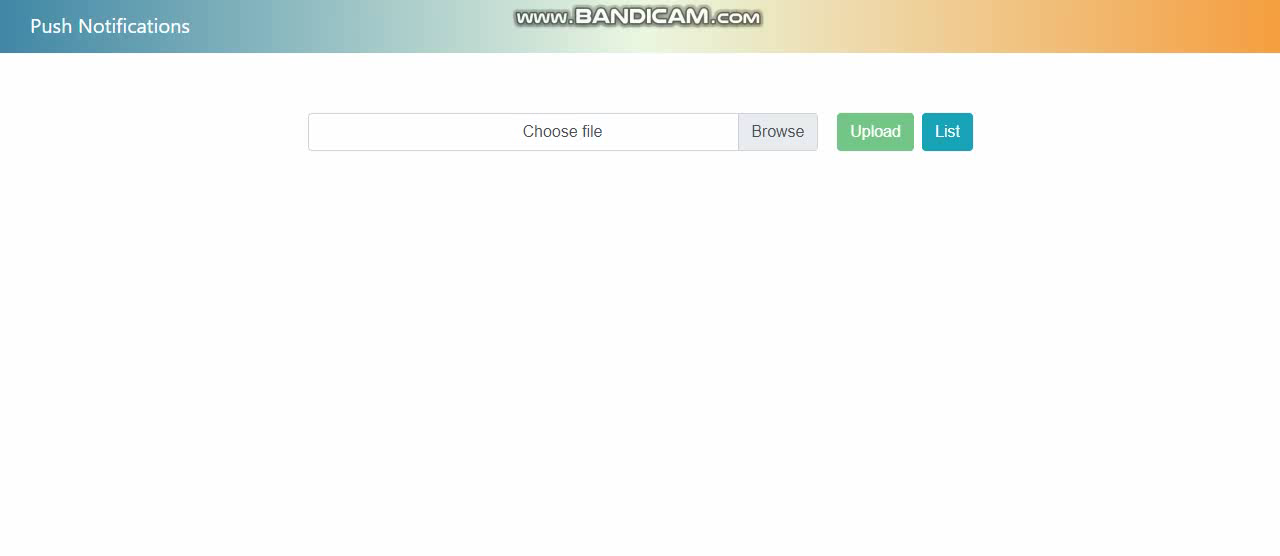 Push Notifications
www.BANDICAM.com
Choose file
Browse
Upload
List